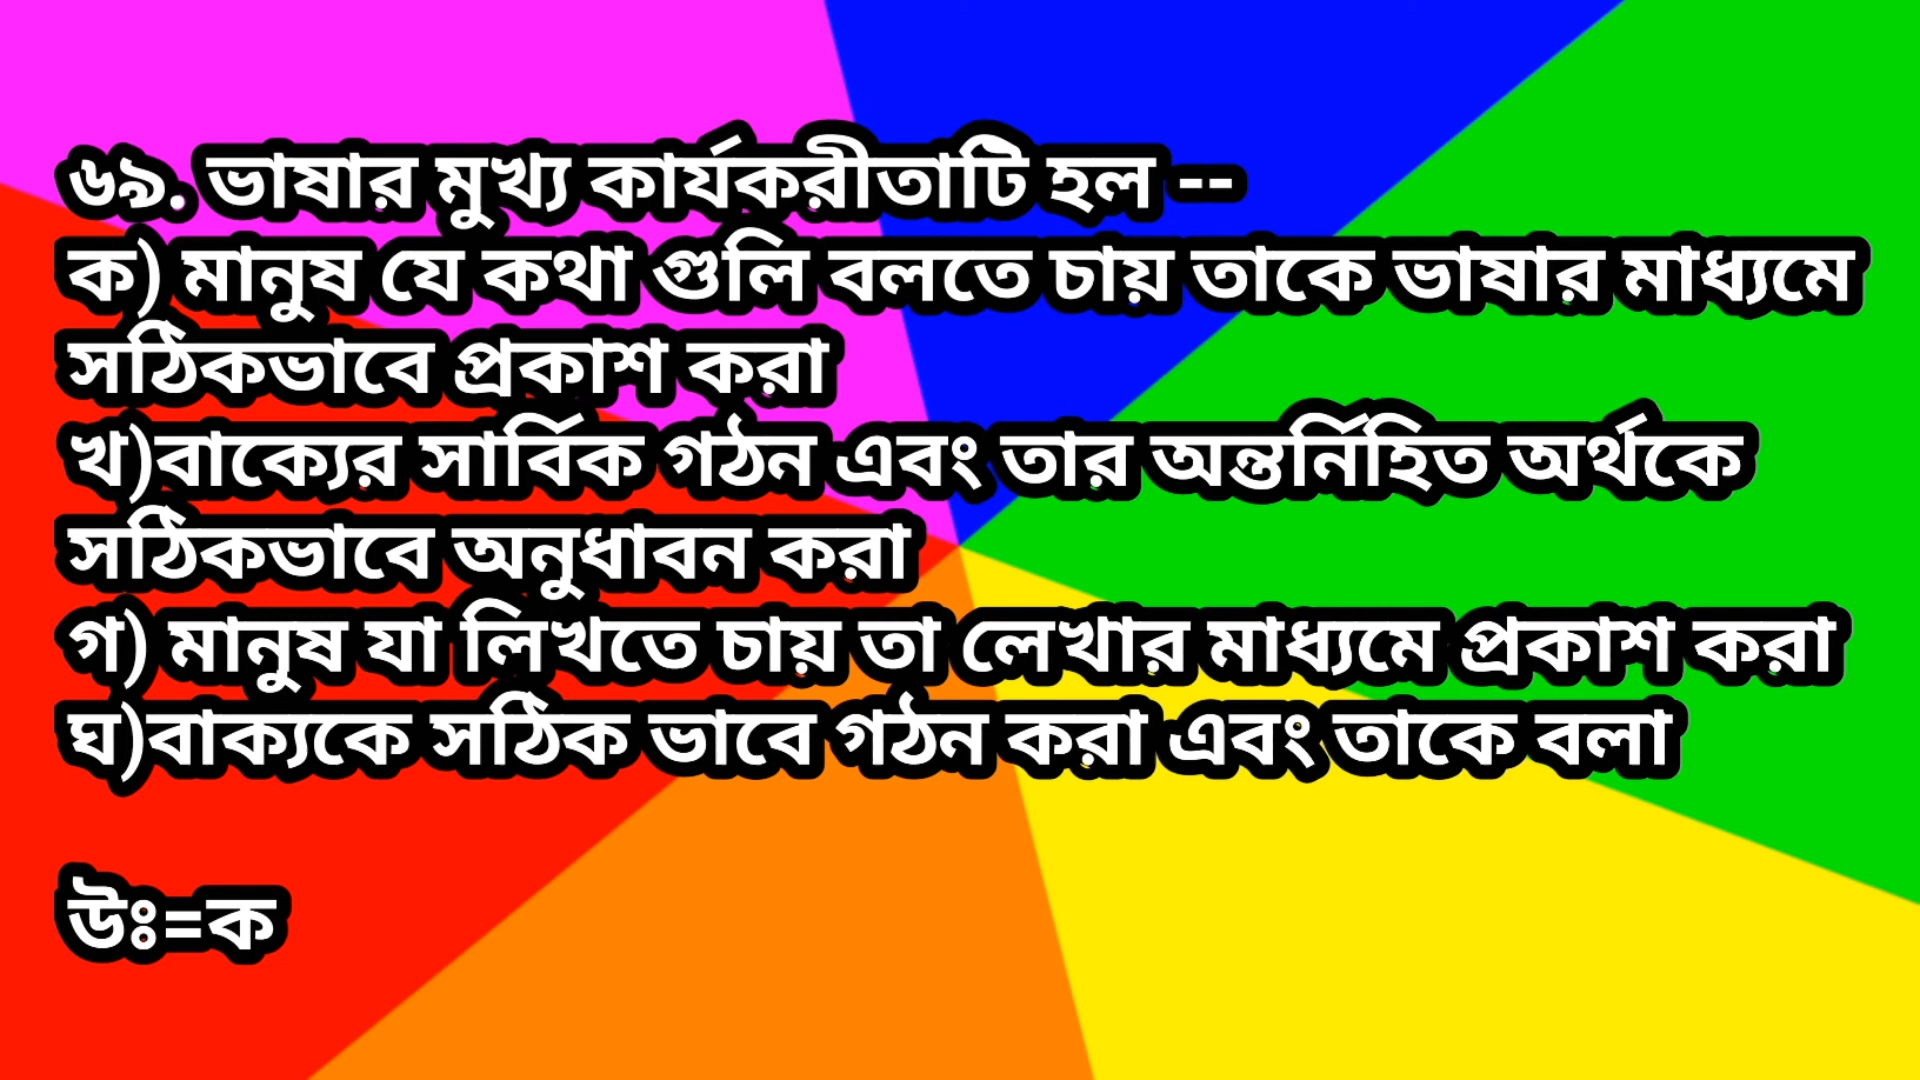 ৬৯. ভাষার মুখ্য কার্যকরীতাটি হল --
ক) মানুষ যে কথা গুলি বলতে চায় তাকে ভাষার মাধ্যমে
সঠিকভাবে প্রকাশ করা
খ)বাক্যের সার্বিক গঠন এবং তার অন্তর্নিহিত অর্থকে
সঠিকভাবে অনুধাবন করা
গ) মানুষ যা লিখতে চায় তা লেখার মাধ্যমে প্রকাশ করা
ঘ)বাক্যকে সঠিক ভাবে গঠন করা এবং তাকে বলা
উঃ=ক